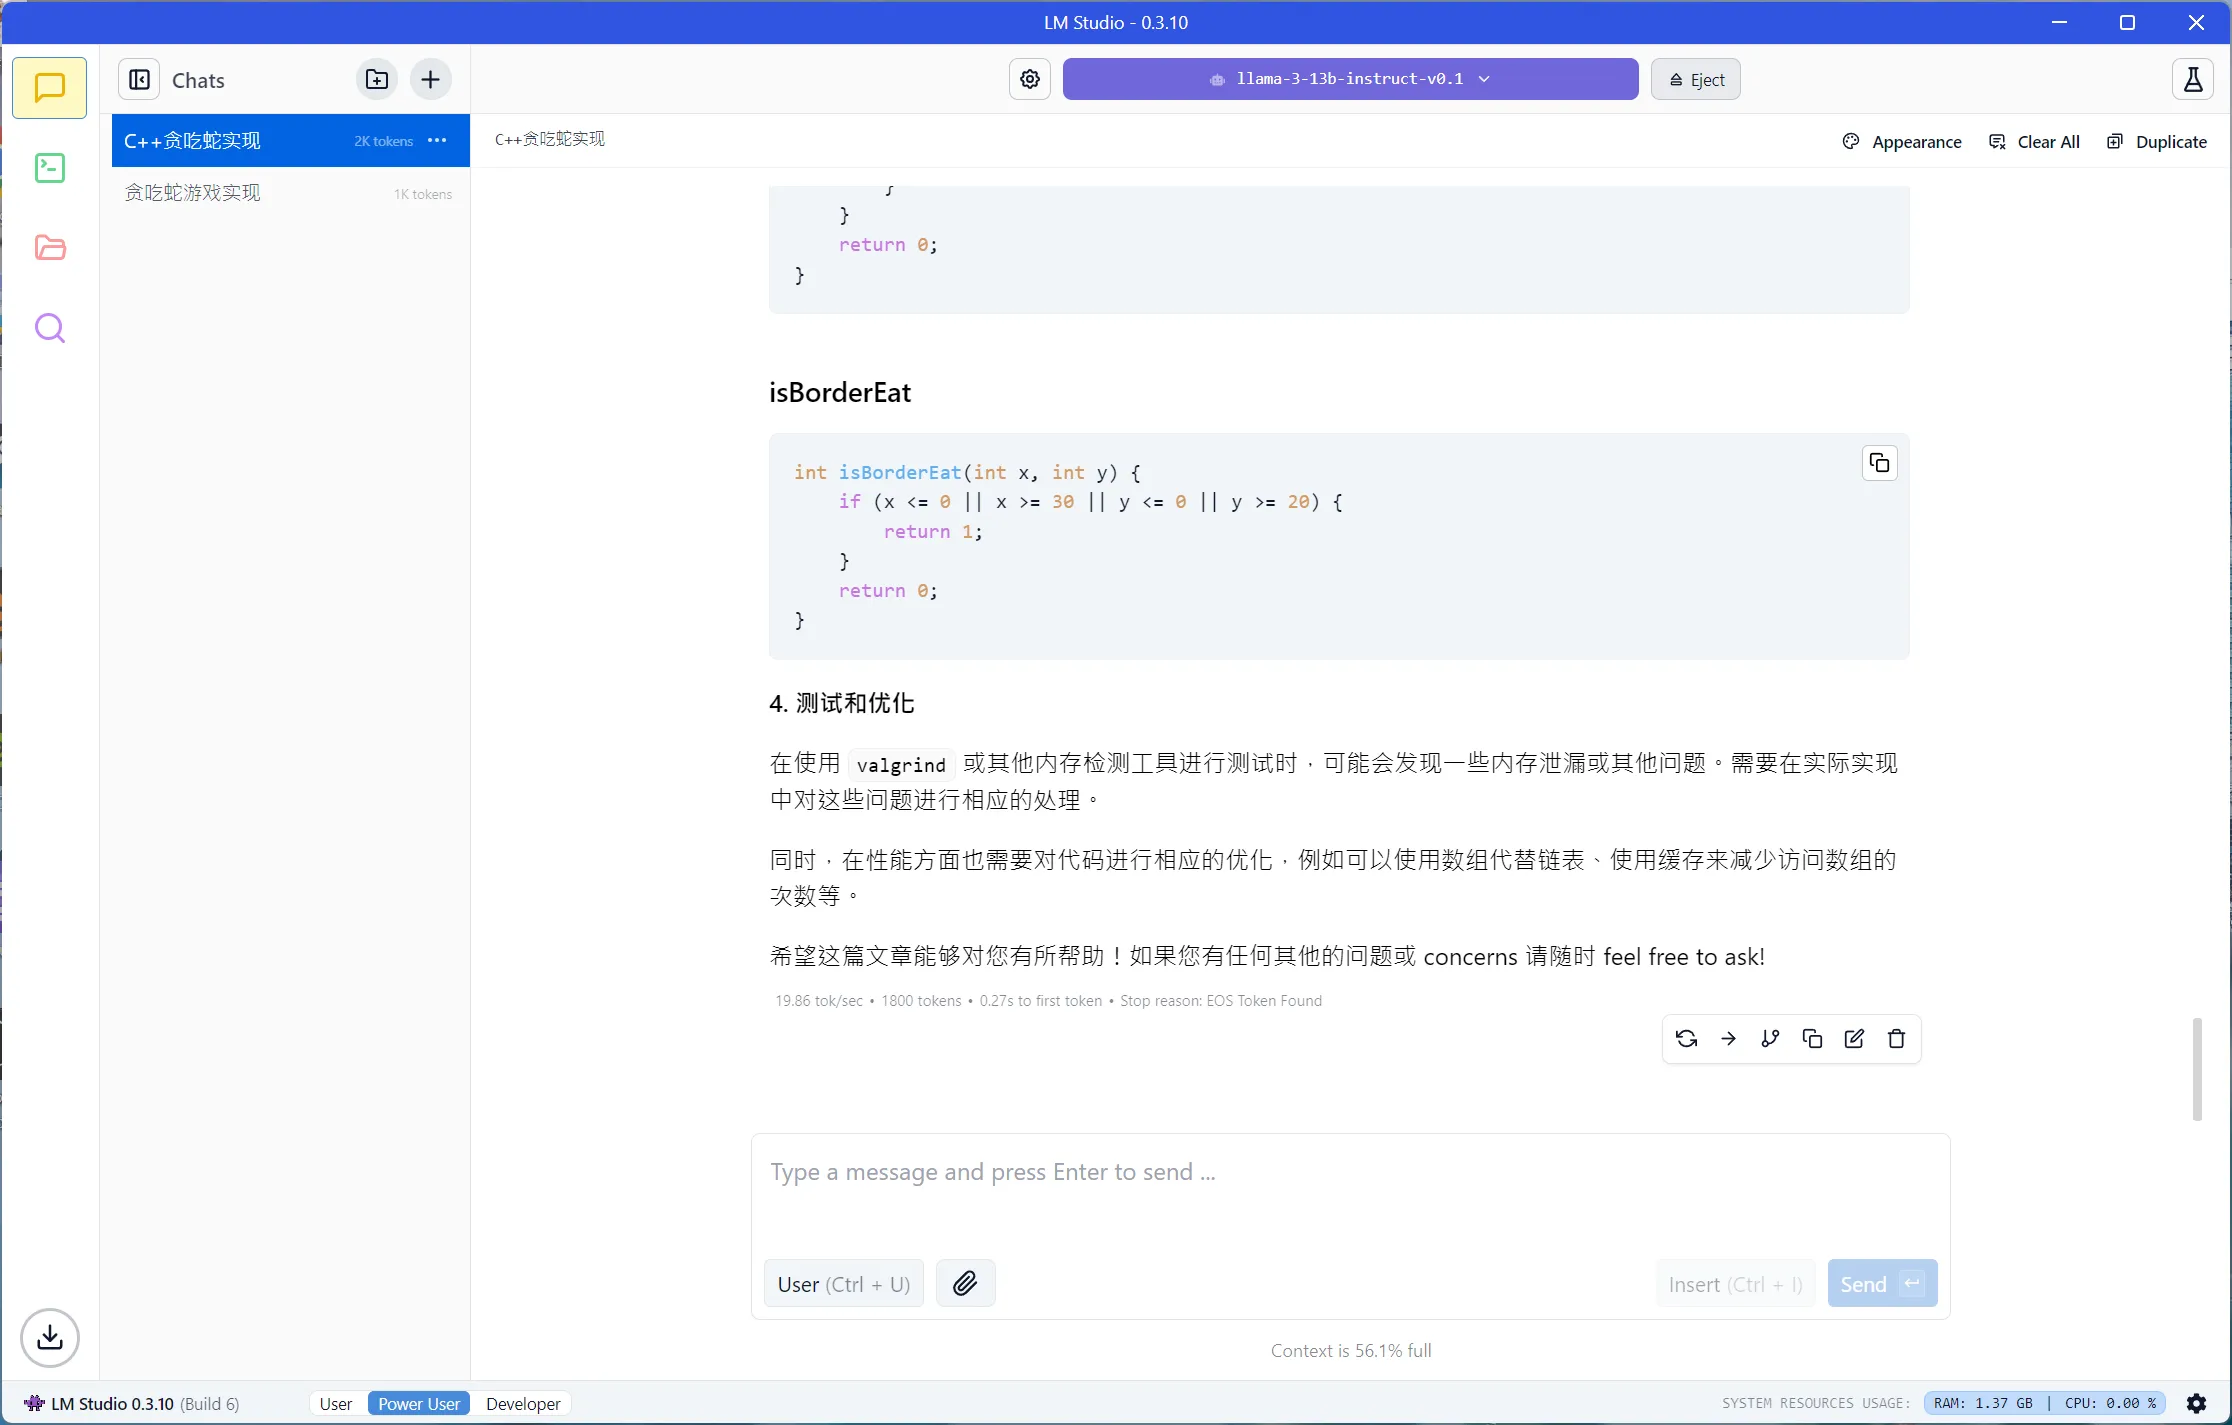 LM Studio - 0.3.10
Chats
llama-3-13b-instruct-v0.1
Eject
C++贪吃蛇实现
2K tokens
C++贪吃蛇实现
Appearance
Clear All
Duplicate
贪吃蛇游戏实现
1K tokens
}
return 0;
}
isBorderEat
int isBorderEat(int x, int y) {
if (x <= 0 || x >= 30 || y <= 0 || y >= 20) {
return 1;
}
return 0;
}
4. 测试和优化
在使用 valgrind 或其他内存检测工具进行测试时，可能会发现一些内存泄漏或其他问题。需要在实际实现
中对这些问题进行相应的处理。
同时，在性能方面也需要对代码进行相应的优化，例如可以使用数组代替链表、使用缓存来减少访问数组的
次数等。
希望这篇文章能够对您有所帮助！如果您有任何其他的问题或 concerns 请随时 feel free to ask!
19.86 tok/sec • 1800 tokens • 0.27s to first token • Stop reason: EOS Token Found
Type a message and press Enter to send ...
User (Ctrl + U)
Insert (Ctrl + I)
Send
Context is 56.1% full
LM Studio 0.3.10 (Build 6)
User
Power User
Developer
SYSTEM RESOURCES USAGE:
RAM: 1.37 GB | CPU: 0.00 %